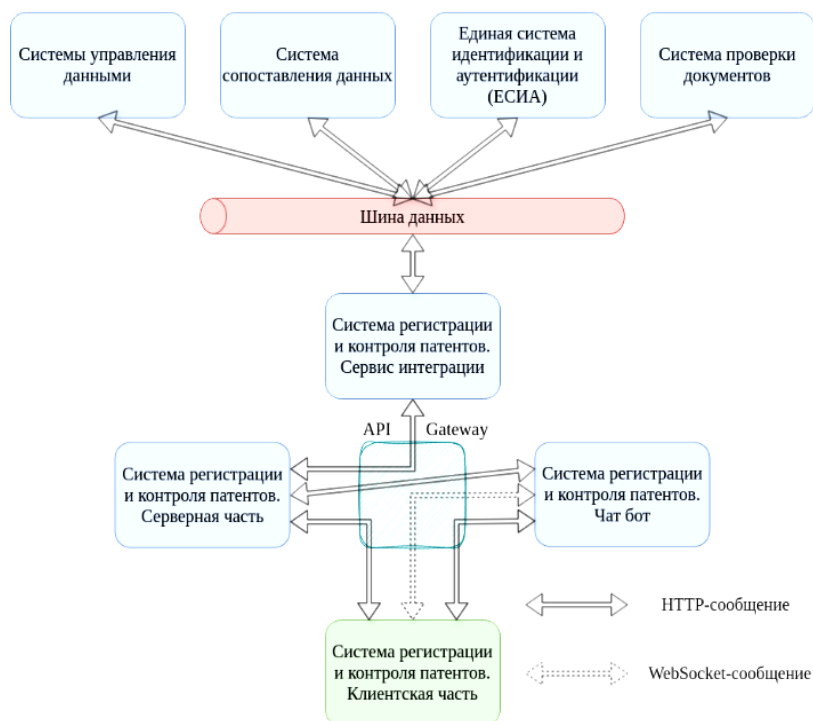 Системы управления
данными
Система
сопоставления данных
Единая система
идентификации и
аутентификации
(ЕСИА)
Система проверки
документов
Шина данных
Система регистрации
и контроля патентов.
Сервис интеграции
API Gateway
Система регистрации
и контроля патентов.
Серверная часть
Система регистрации
и контроля патентов.
Чат бот
HTTP-сообщение
Система регистрации
и контроля патентов.
Клиентская часть
WebSocket-сообщение